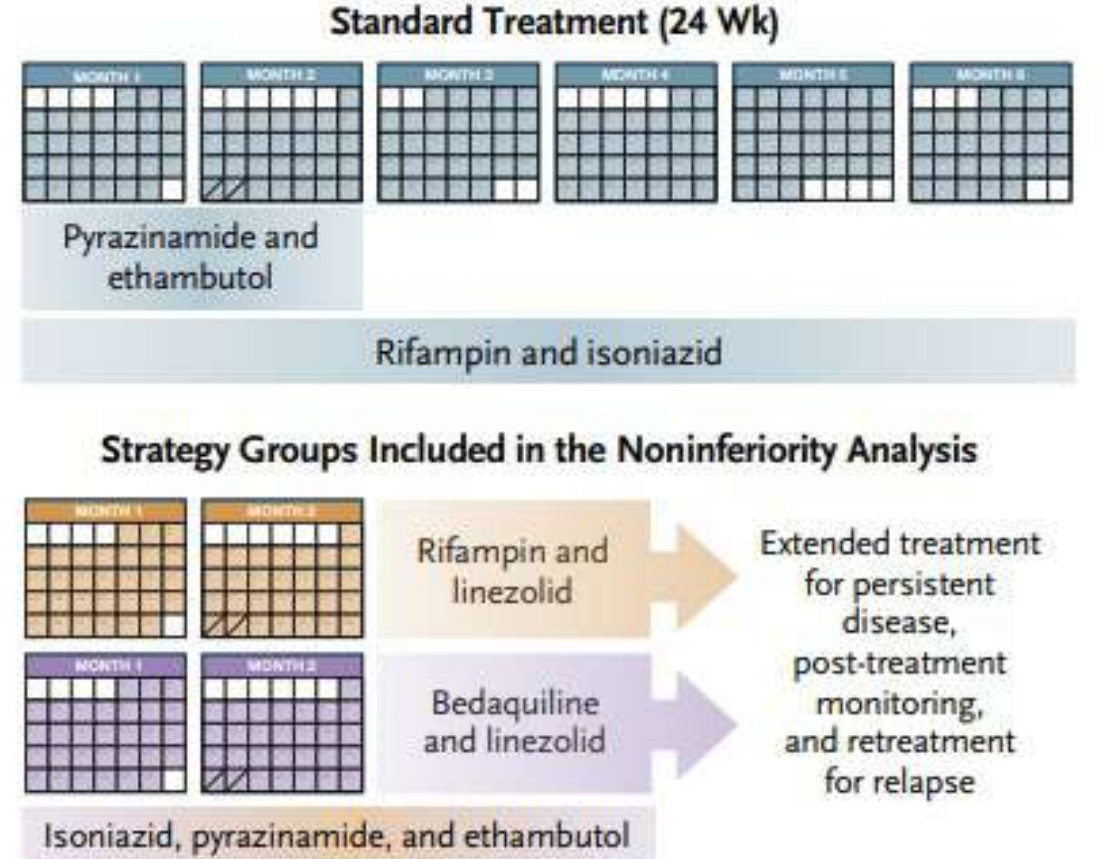 Standard Treatment (24 Wk)
MONTH 1 MONTH 2 MONTH 3 MONTH 4 MONTH 5 MONTH 6
Pyrazinamide and
ethambutol
Rifampin and isoniazid
Strategy Groups Included in the Noninferiority Analysis
MONTH 1 MONTH 2
Rifampin and
linezolid
MONTH 1 MONTH 2
Bedaquiline
and linezolid
Extended treatment
for persistent
disease,
post-treatment
monitoring,
and retreatment
for relapse
Isoniazid, pyrazinamide, and ethambutol